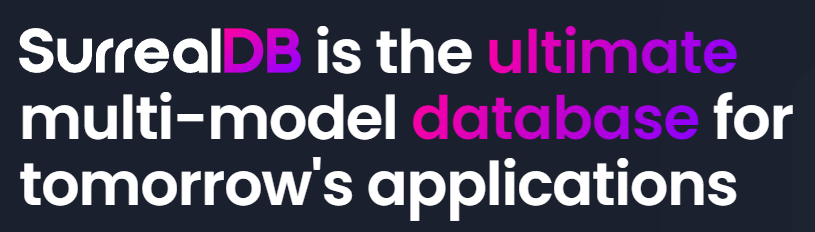 SurrealDB is the ultimate
multi-model database for
tomorrow's applications